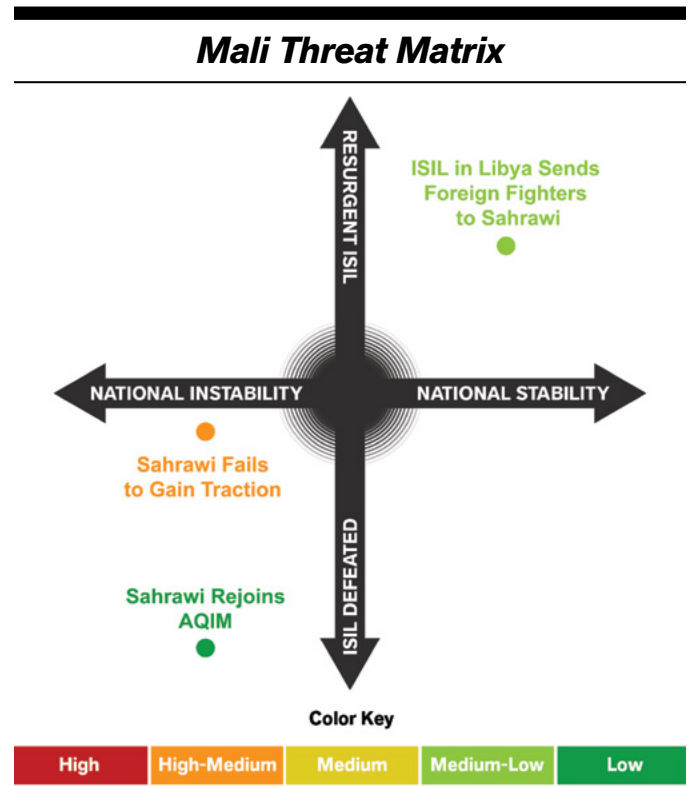 Mali Threat Matrix
RESURGENT ISIL
ISIL in Libya Sends
Foreign Fighters
to Sahrawi
NATIONAL INSTABILITY
NATIONAL STABILITY
Sahrawi Fails
to Gain Traction
ISIL DEFEATED
Sahrawi Rejoins
AQIM
Color Key
High
High-Medium
Medium
Medium-Low
Low